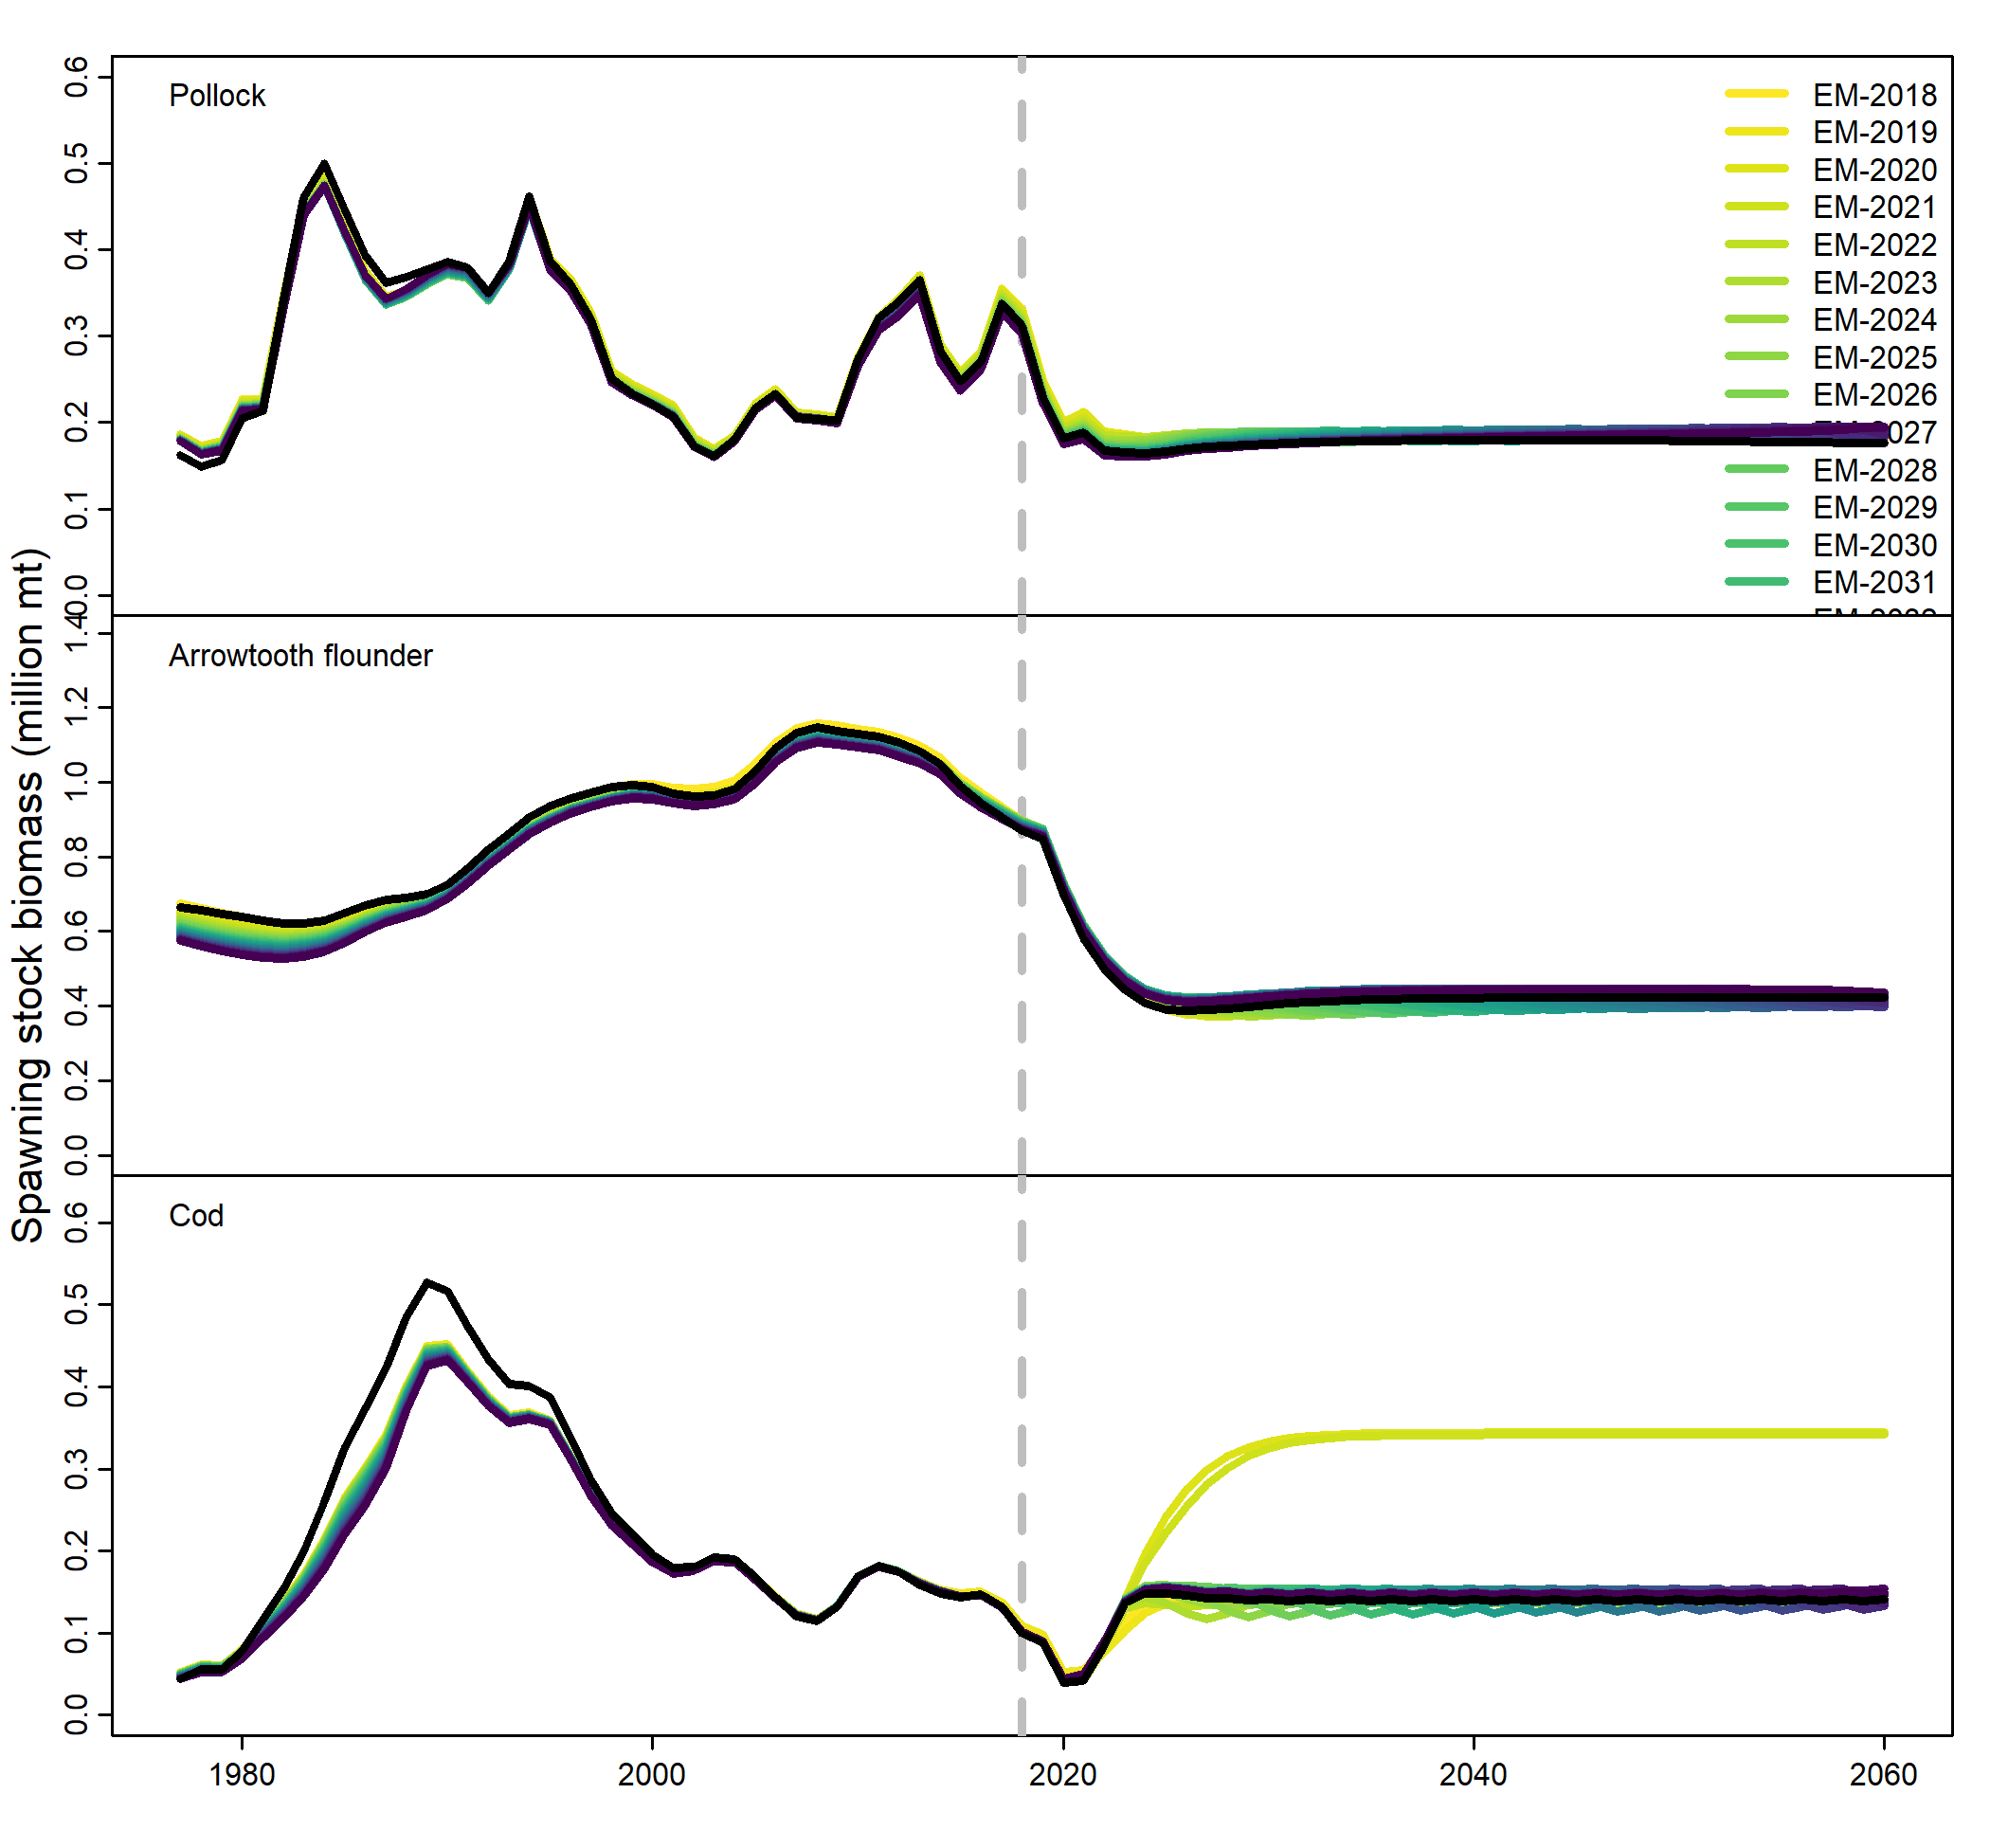 Spawning stock biomass (million mt)
Pollock
0.6
0.5
0.4
0.3
0.2
0.1
0.0
EM-2018
EM-2019
EM-2020
EM-2021
EM-2022
EM-2023
EM-2024
EM-2025
EM-2026
027
EM-2028
EM-2029
EM-2030
EM-2031
Arrowtooth flounder
1.4
1.2
1.0
0.8
0.6
0.4
0.2
0.0
Cod
0.6
0.5
0.4
0.3
0.2
0.1
0.0
1980 2000 2020 2040 2060